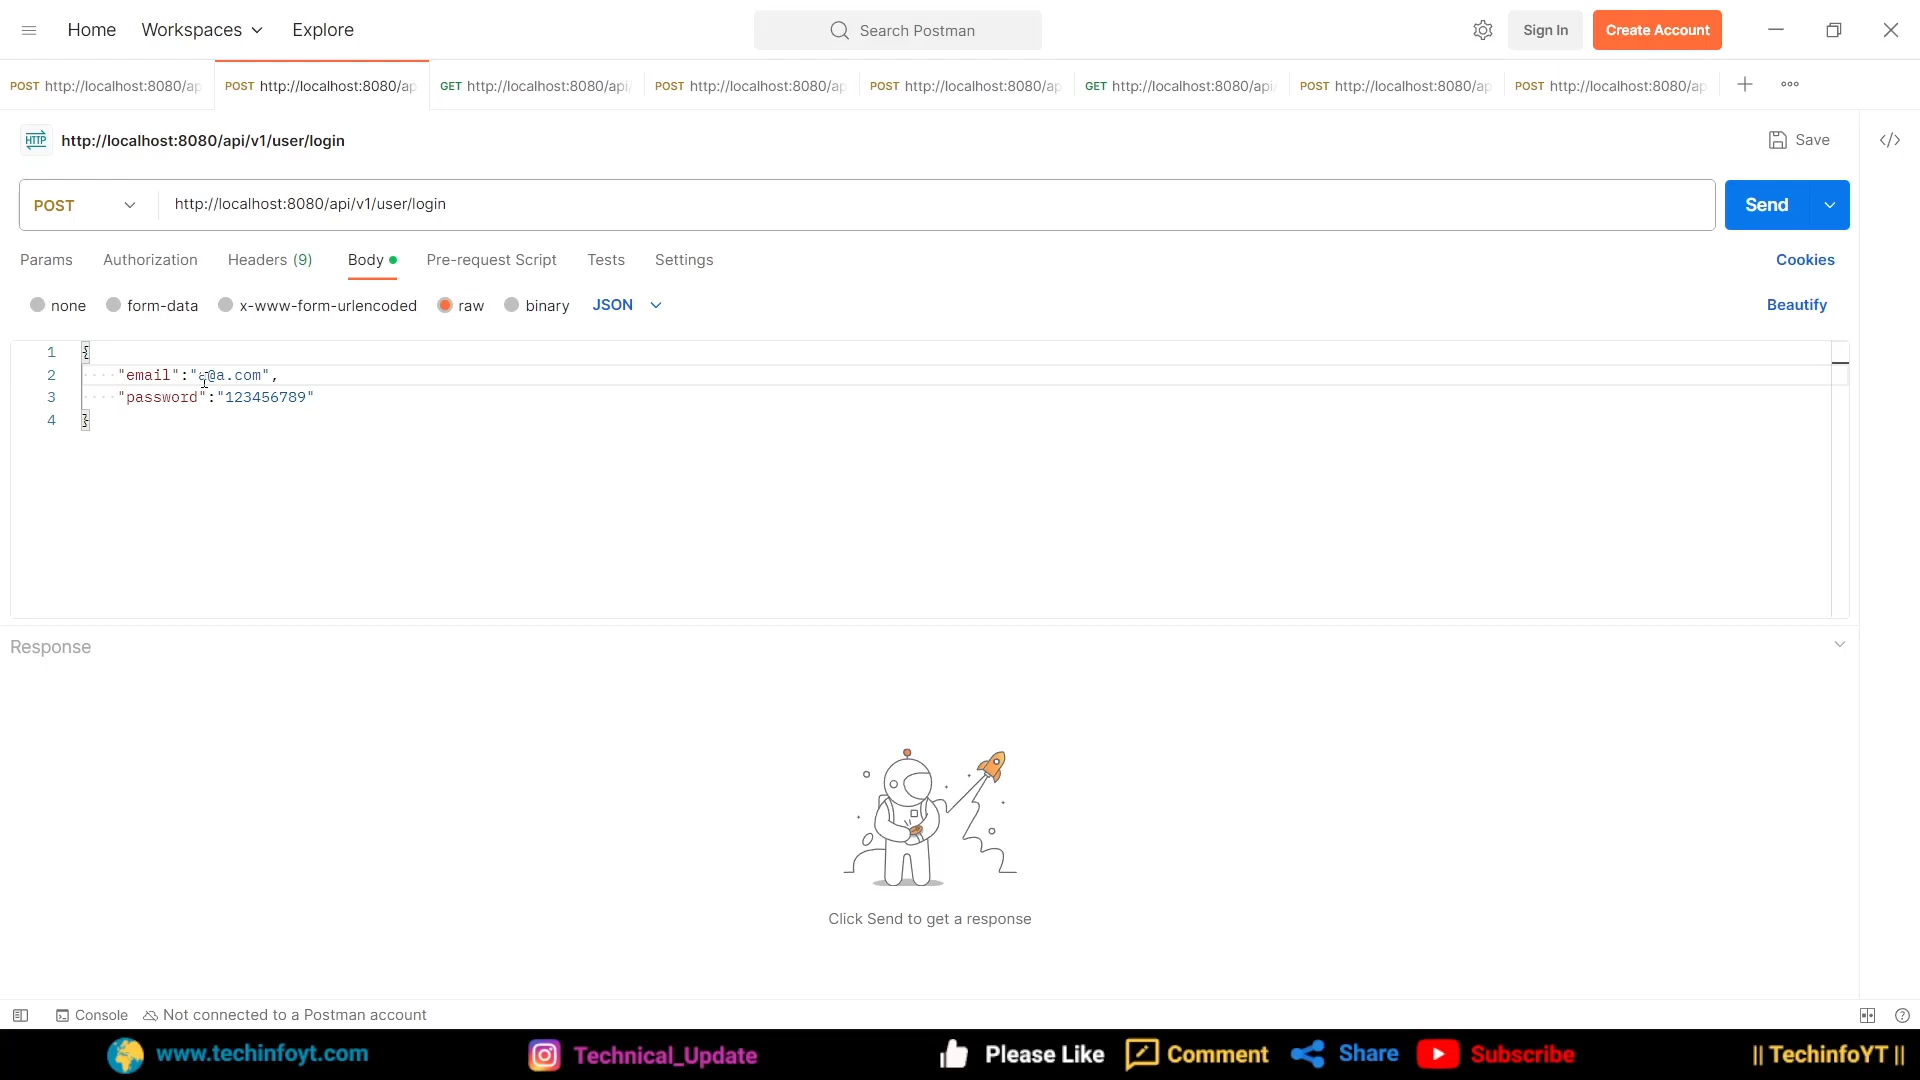 Home Workspaces Explore Search Postman Sign In Create Account
POST http://localhost:8080/ap POST http://localhost:8080/ap GET http://localhost:8080/api/ POST http://localhost:8080/ap POST http://localhost:8080/ap GET http://localhost:8080/api/ POST http://localhost:8080/ap POST http://localhost:8080/ap
HTTP http://localhost:8080/api/v1/user/login Save </>
POST http://localhost:8080/api/v1/user/login Send
Params Authorization Headers (9) Body Pre-request Script Tests Settings Cookies
none form-data x-www-form-urlencoded raw binary JSON Beautify
1 {
2 "email":"a@a.com",
3 "password":"123456789"
4 }
Response
Click Send to get a response
Console Not connected to a Postman account
www.techinfoyt.com Technical_Update Please Like Comment Share Subscribe || TechinfoYT ||